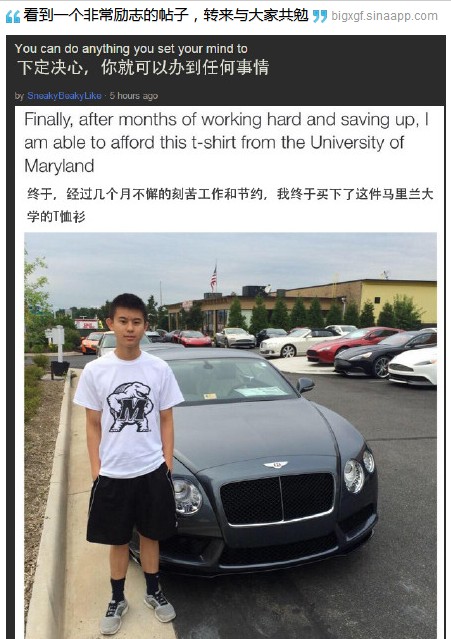 看到一个非常励志的帖子，转来与大家共勉 bigxgf.sinaapp.com
You can do anything you set your mind to
下定决心，你就可以办到任何事情
by SneakyBeakyLike · 5 hours ago
Finally, after months of working hard and saving up, I
am able to afford this t-shirt from the University of
Maryland
终于，经过几个月不懈的刻苦工作和节约，我终于买下了这件马里兰大
学的T恤衫
M